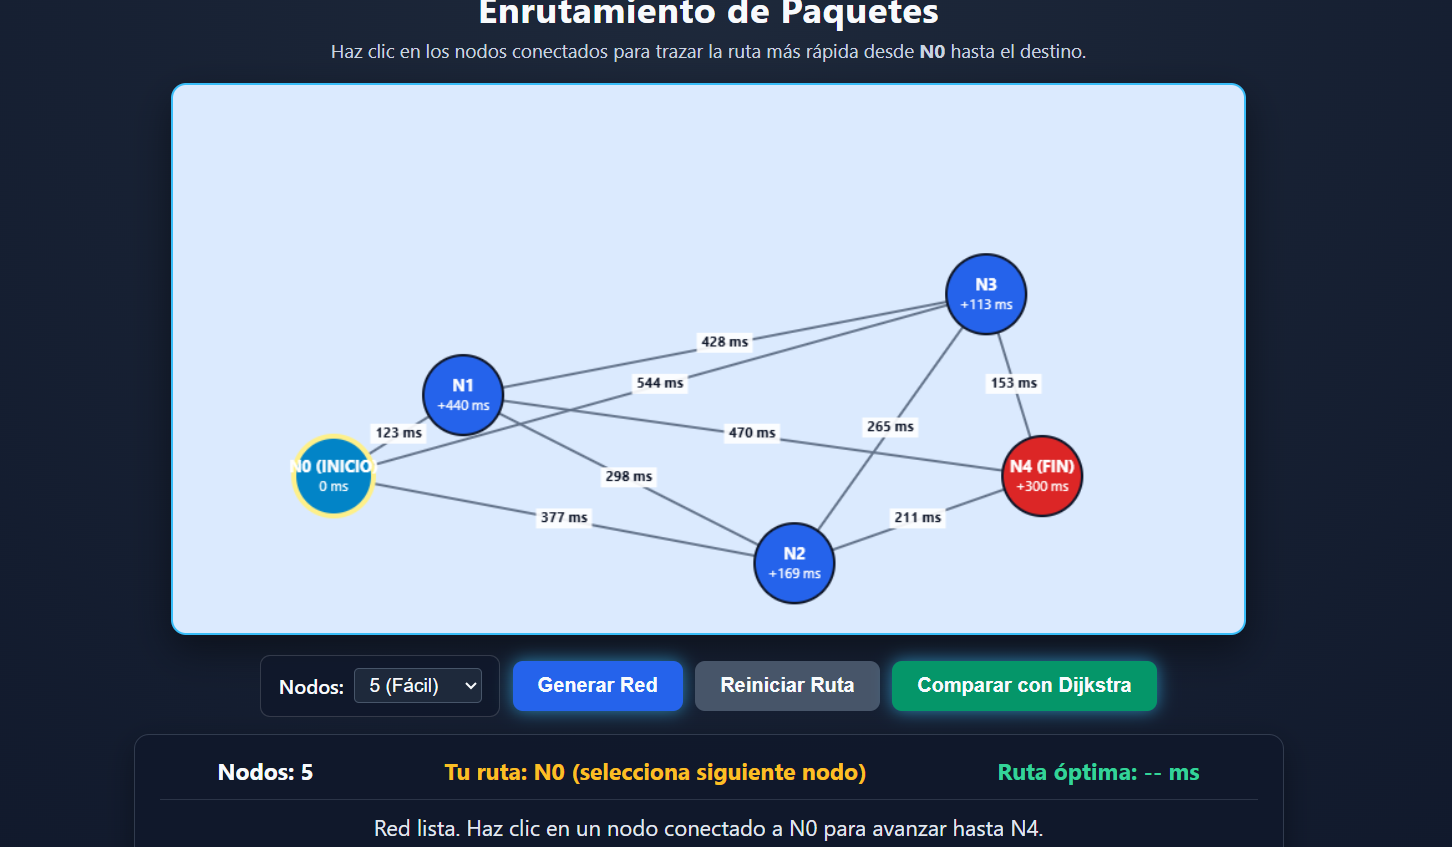 Enrutamiento de Paquetes
Haz clic en los nodos conectados para trazar la ruta más rápida desde N0 hasta el destino.
N3
+113 ms
428 ms
544 ms
153 ms
N1
+440 ms
123 ms
470 ms
265 ms
N0 (INICIO)
0 ms
298 ms
N4 (FIN)
+300 ms
377 ms
211 ms
N2
+169 ms
Nodos: 5 (Fácil) Generar Red Reiniciar Ruta Comparar con Dijkstra
Nodos: 5 Tu ruta: N0 (selecciona siguiente nodo) Ruta óptima: -- ms
Red lista. Haz clic en un nodo conectado a N0 para avanzar hasta N4.